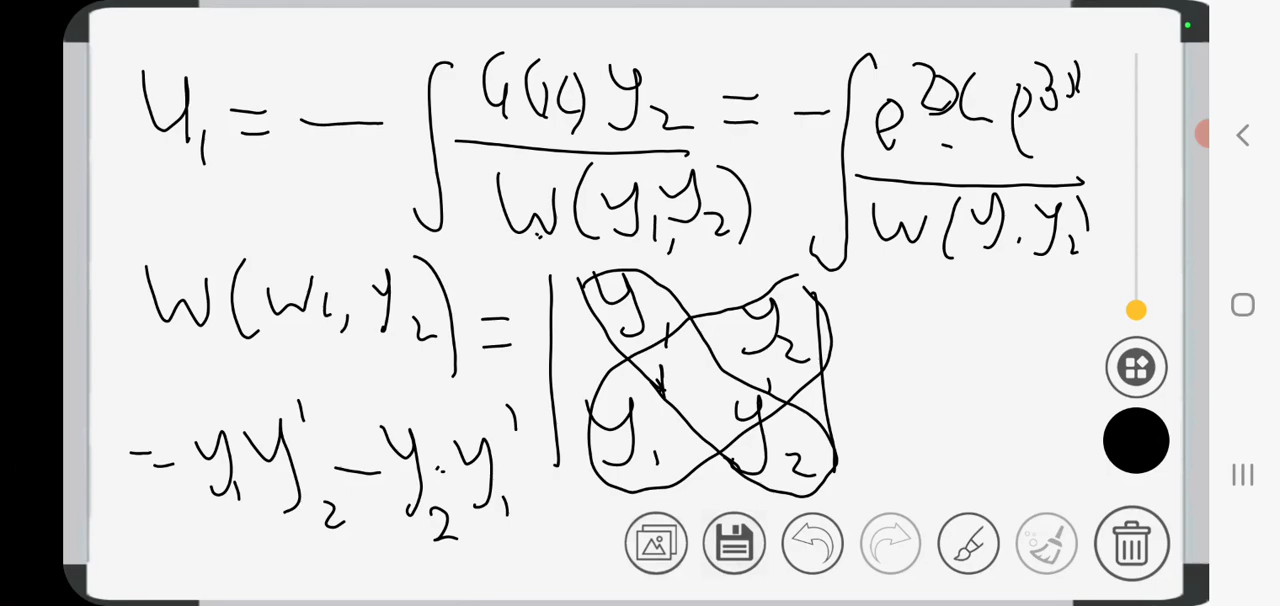 U₁ = − ∫ G(x) y₂ / W(y₁, y₂) = − ∫ e^{2x} e^{3x} / W(y₁, y₂)
W(W₁, y₂) = | y₁ y₂ |
| y₁' y₂' |
= y₁ y₂' − y₂ · y₁'